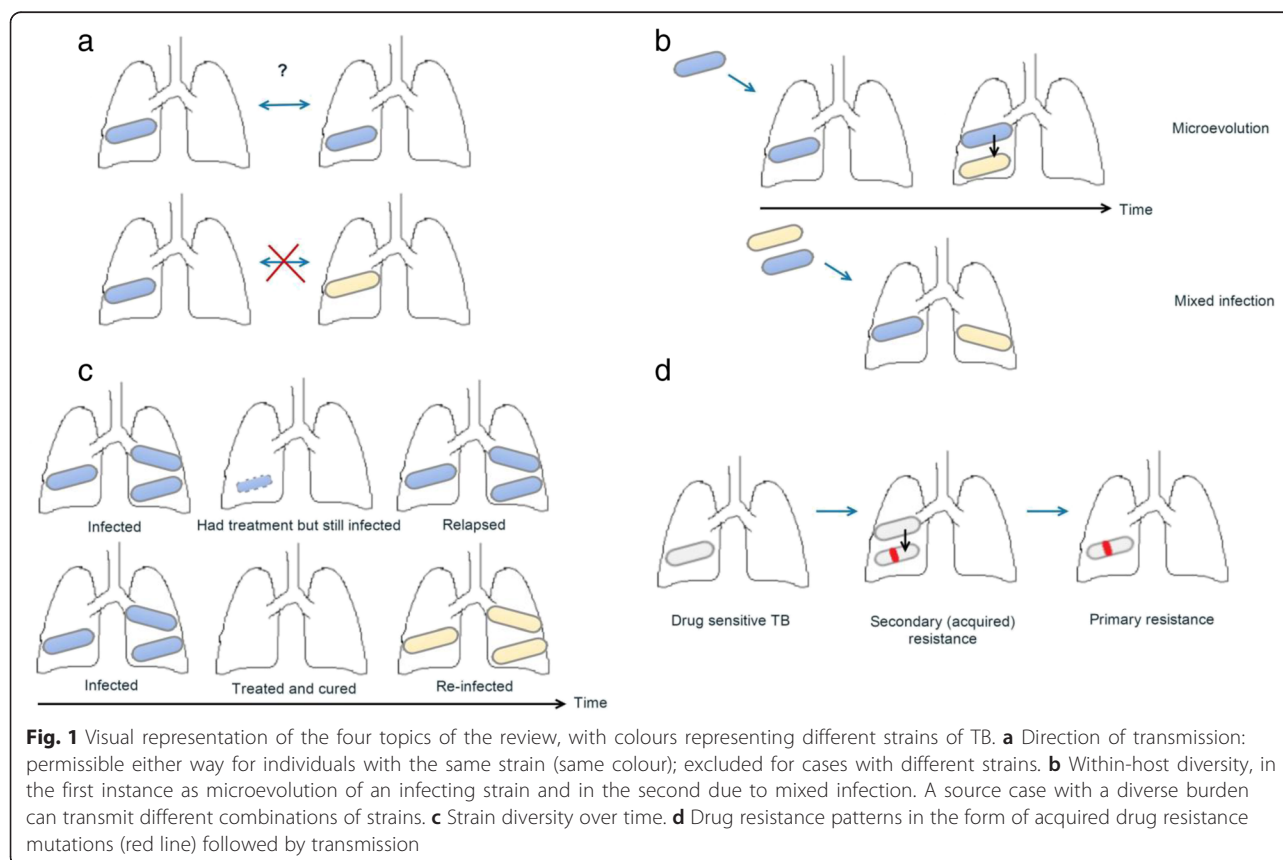 a
?
b
Microevolution
Time
Mixed infection
c
Infected
Had treatment but still infected
Relapsed
Infected
Treated and cured
Re-infected
Time
d
Drug sensitive TB
Secondary (acquired)
resistance
Primary resistance
Fig. 1 Visual representation of the four topics of the review, with colours representing different strains of TB. a Direction of transmission:
permissible either way for individuals with the same strain (same colour); excluded for cases with different strains. b Within-host diversity, in
the first instance as microevolution of an infecting strain and in the second due to mixed infection. A source case with a diverse burden
can transmit different combinations of strains. c Strain diversity over time. d Drug resistance patterns in the form of acquired drug resistance
mutations (red line) followed by transmission